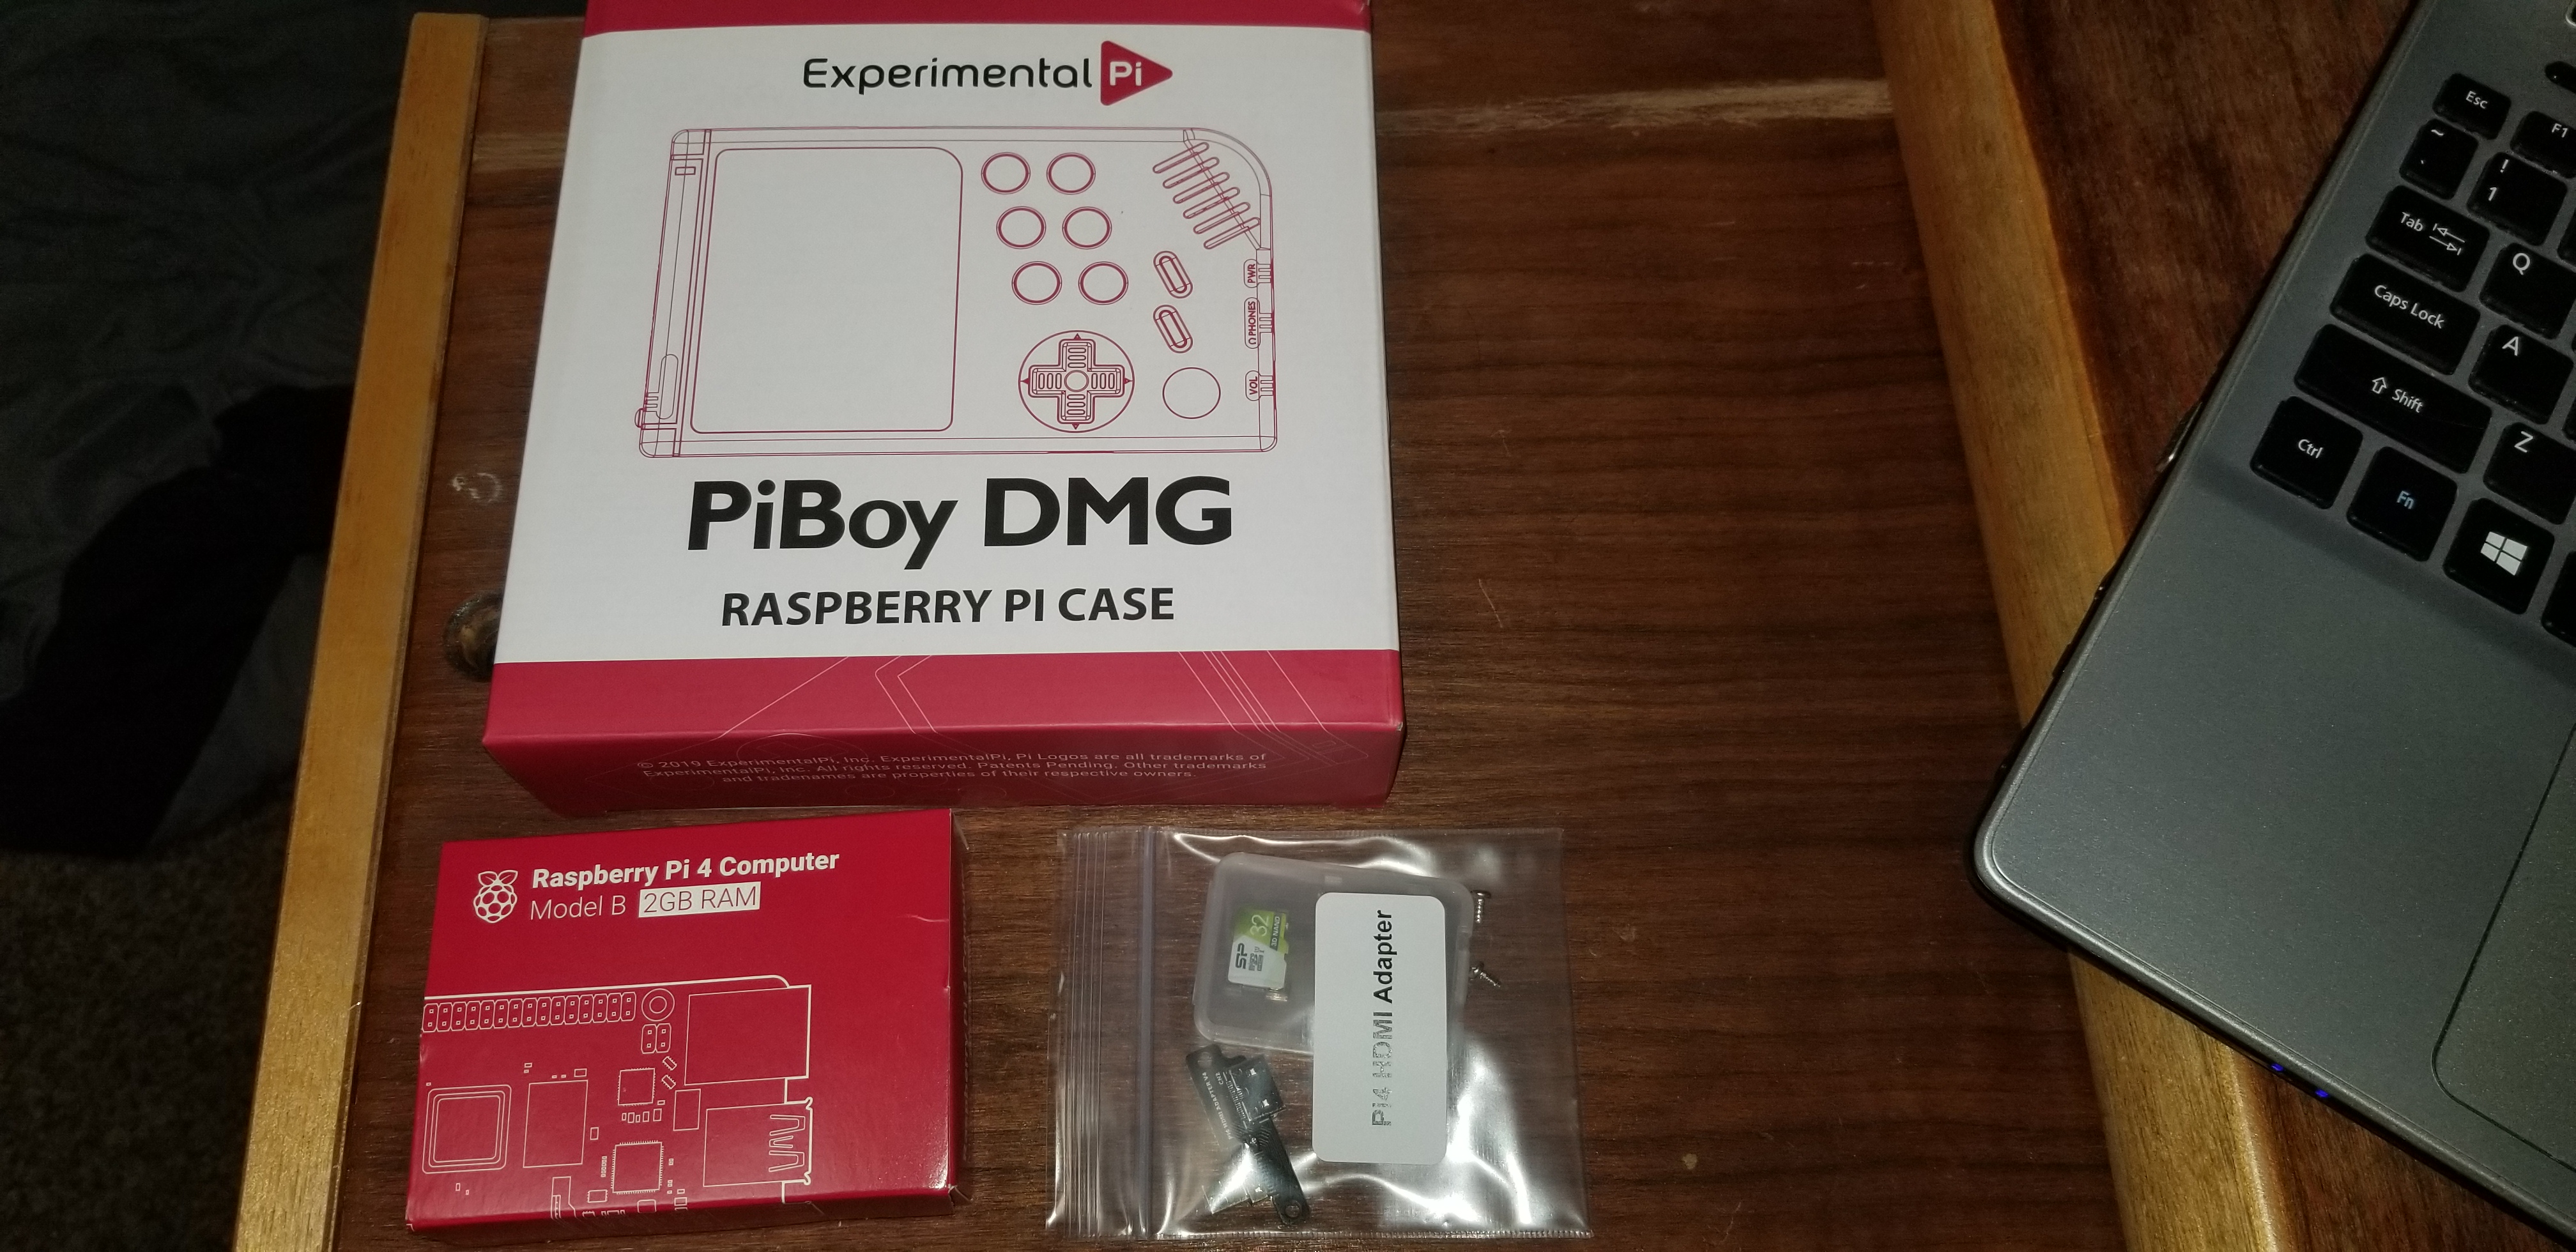 Experimental Pi
PWR
PHONES
VOL
PiBoy DMG
RASPBERRY PI CASE
© 2019 ExperimentalPi, Inc. ExperimentalPi, Pi Logos are all trademarks of
ExperimentalPi, Inc. All rights reserved. Patents Pending. Other trademarks
and tradenames are properties of their respective owners.
Raspberry Pi 4 Computer
Model B 2GB RAM
SP
32
3D NAND
Pi4 HDMI Adapter
Esc
F1
~
!
1
Tab
Q
Caps Lock
A
Shift
Z
Ctrl
Fn